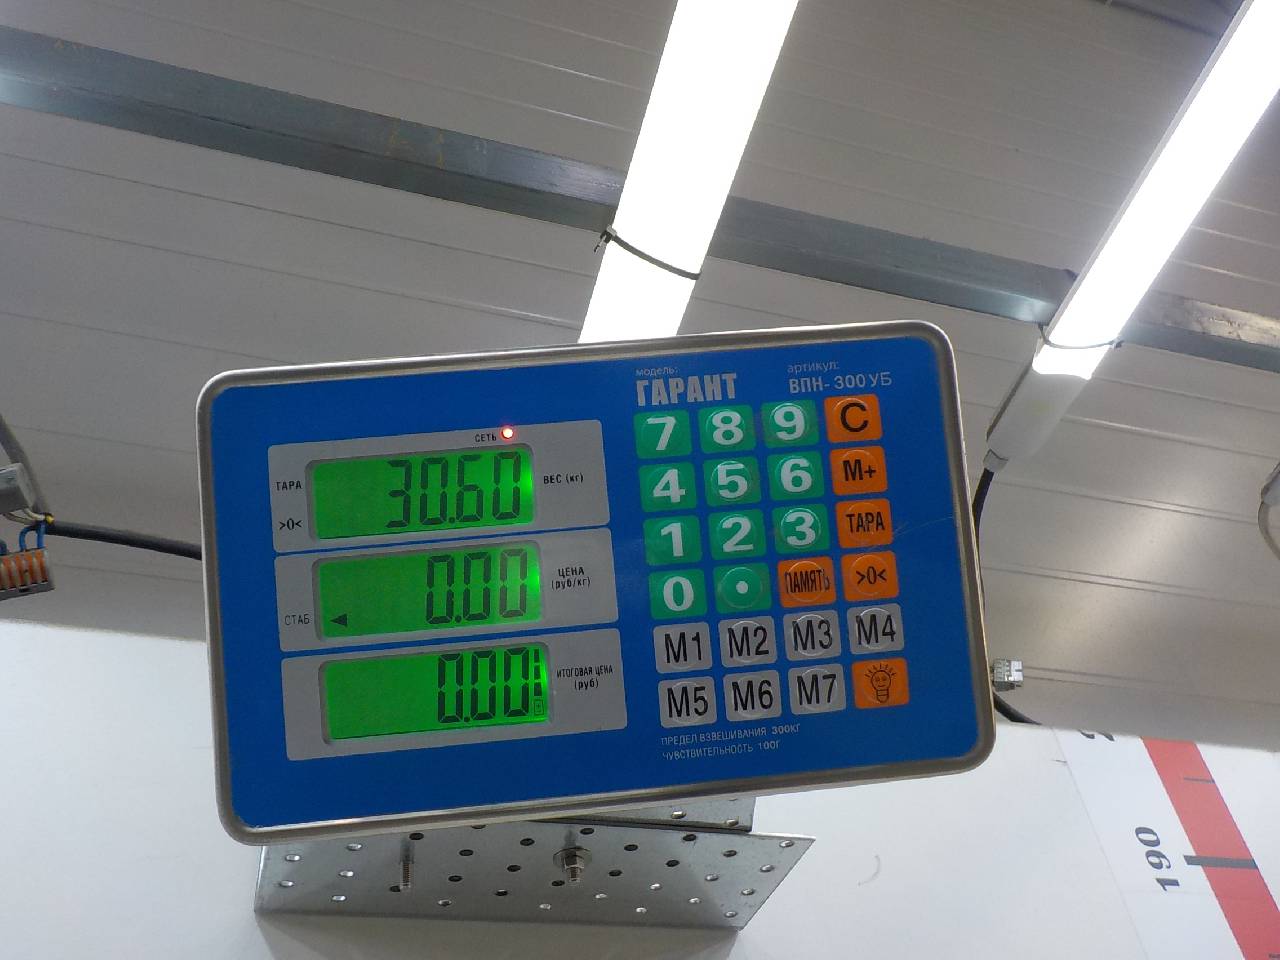 модель:
ГАРАНТ
артикул:
ВПН-300УБ
СЕТЬ
ТАРА
>0<
30.60
ВЕС (кг)
СТАБ
0.00
ЦЕНА
(руб/кг)
0.00
ИТОГОВАЯ ЦЕНА
(руб)
7 8 9 C
4 5 6 M+
1 2 3 ТАРА
0 . ПАМЯТЬ >0<
M1 M2 M3 M4
M5 M6 M7
ПРЕДЕЛ ВЗВЕШИВАНИЯ 300КГ
ЧУВСТВИТЕЛЬНОСТЬ 100Г
190